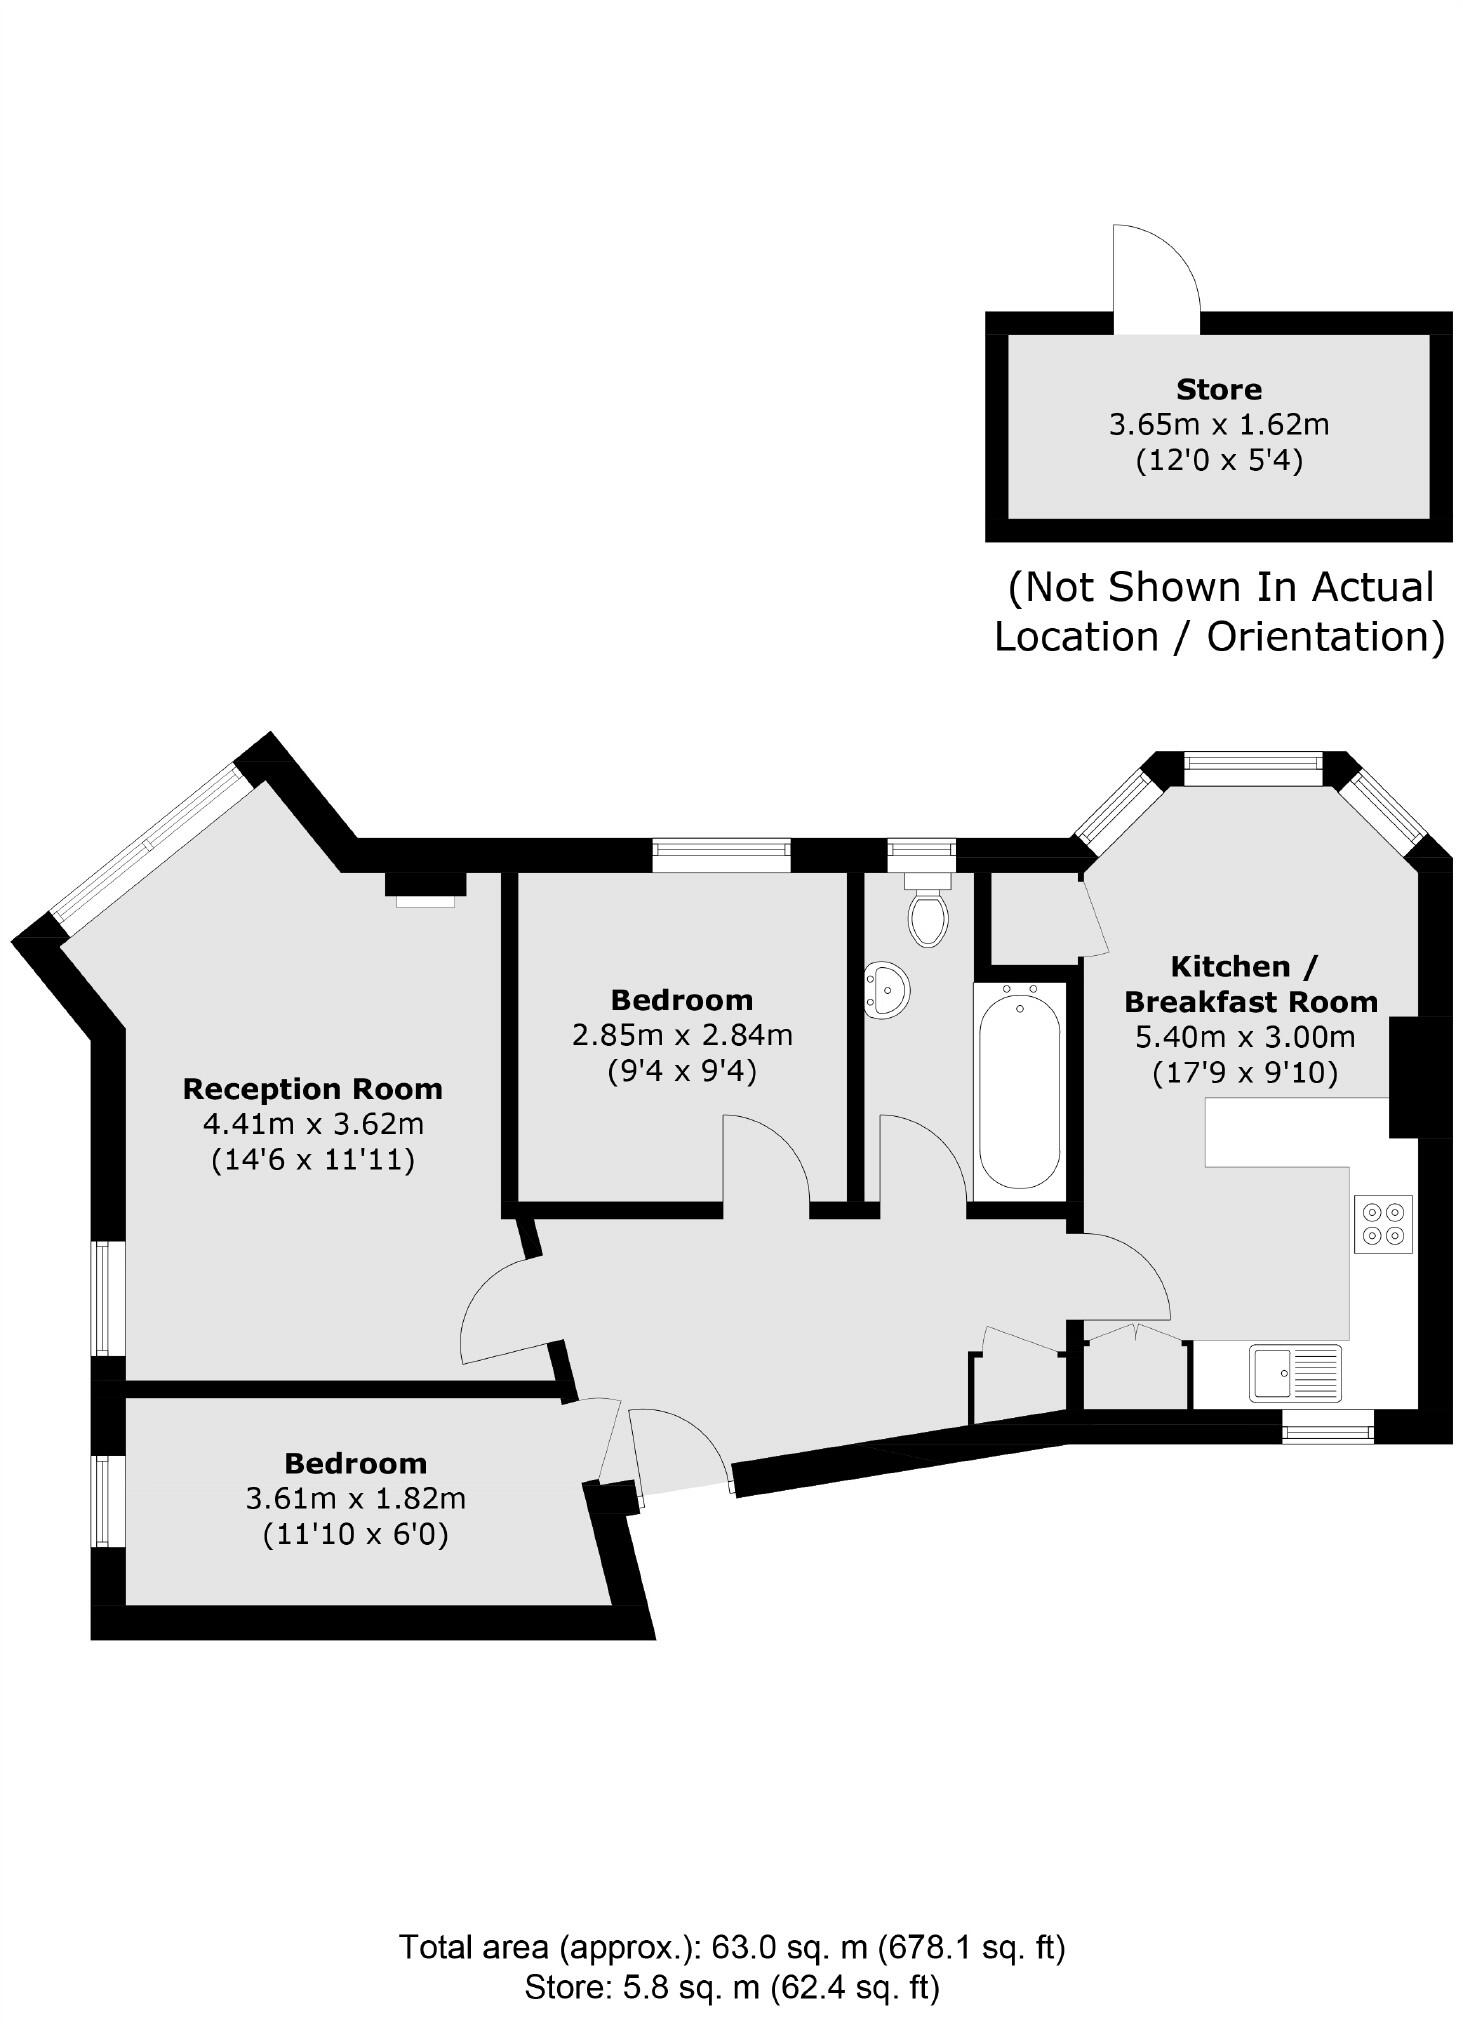 Store
3.65m x 1.62m
(12'0 x 5'4)
(Not Shown In Actual
Location / Orientation)
Kitchen /
Breakfast Room
5.40m x 3.00m
(17'9 x 9'10)
Bedroom
2.85m x 2.84m
(9'4 x 9'4)
Reception Room
4.41m x 3.62m
(14'6 x 11'11)
Bedroom
3.61m x 1.82m
(11'10 x 6'0)
Total area (approx.): 63.0 sq. m (678.1 sq. ft)
Store: 5.8 sq. m (62.4 sq. ft)